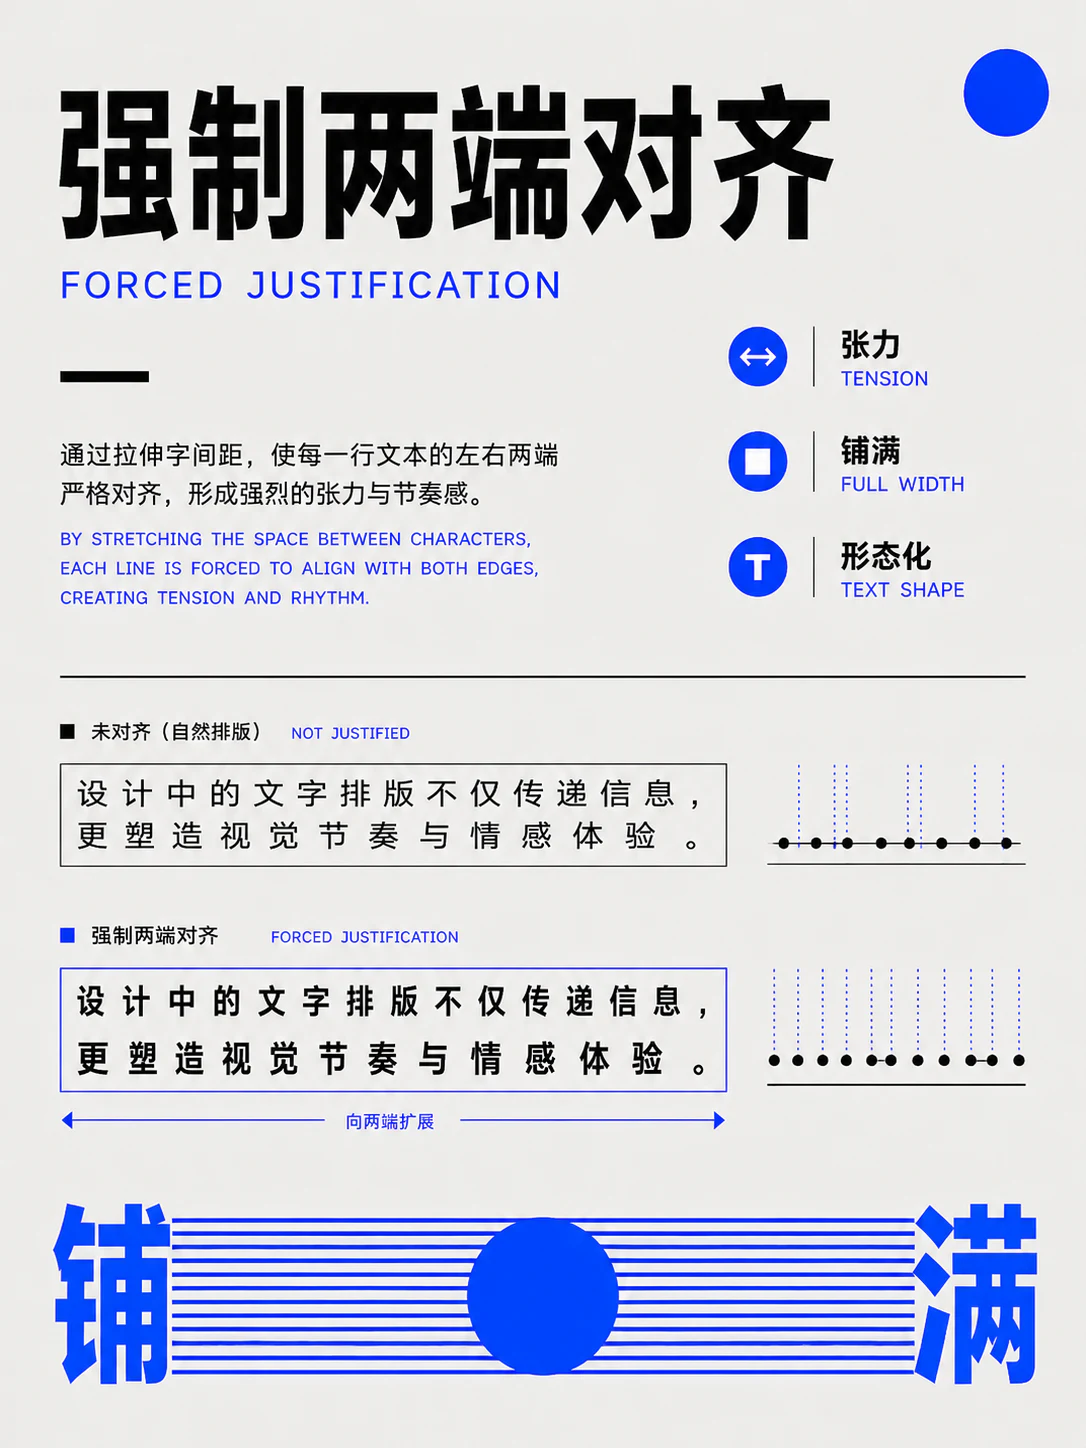 强制两端对齐
FORCED JUSTIFICATION
张力
TENSION
铺满
FULL WIDTH
T
形态化
TEXT SHAPE
通过拉伸字间距，使每一行文本的左右两端
严格对齐，形成强烈的张力与节奏感。
BY STRETCHING THE SPACE BETWEEN CHARACTERS,
EACH LINE IS FORCED TO ALIGN WITH BOTH EDGES,
CREATING TENSION AND RHYTHM.
未对齐（自然排版） NOT JUSTIFIED
设计中的文字排版不仅传递信息，
更塑造视觉节奏与情感体验。
强制两端对齐 FORCED JUSTIFICATION
设计中的文字排版不仅传递信息，
更塑造视觉节奏与情感体验。
向两端扩展
铺 满